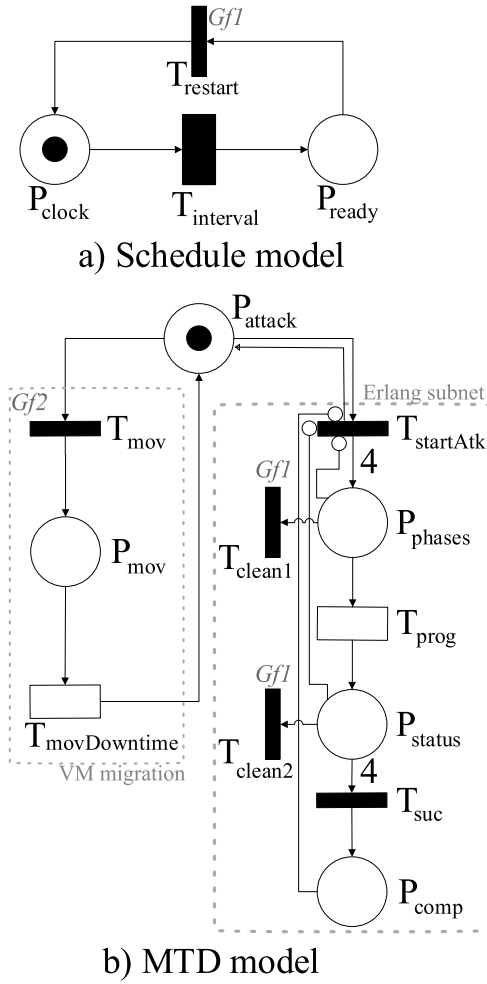 Gf1
Trestart
Pclock
Tinterval
Pready
a) Schedule model
Pattack
Erlang subnet
Gf2
Tmov
TstartAtk
4
Gf1
Pmov
Pphases
Tclean1
Tprog
Gf1
TmovDowntime
Pstatus
VM migration
Tclean2
4
Tsuc
Pcomp
b) MTD model